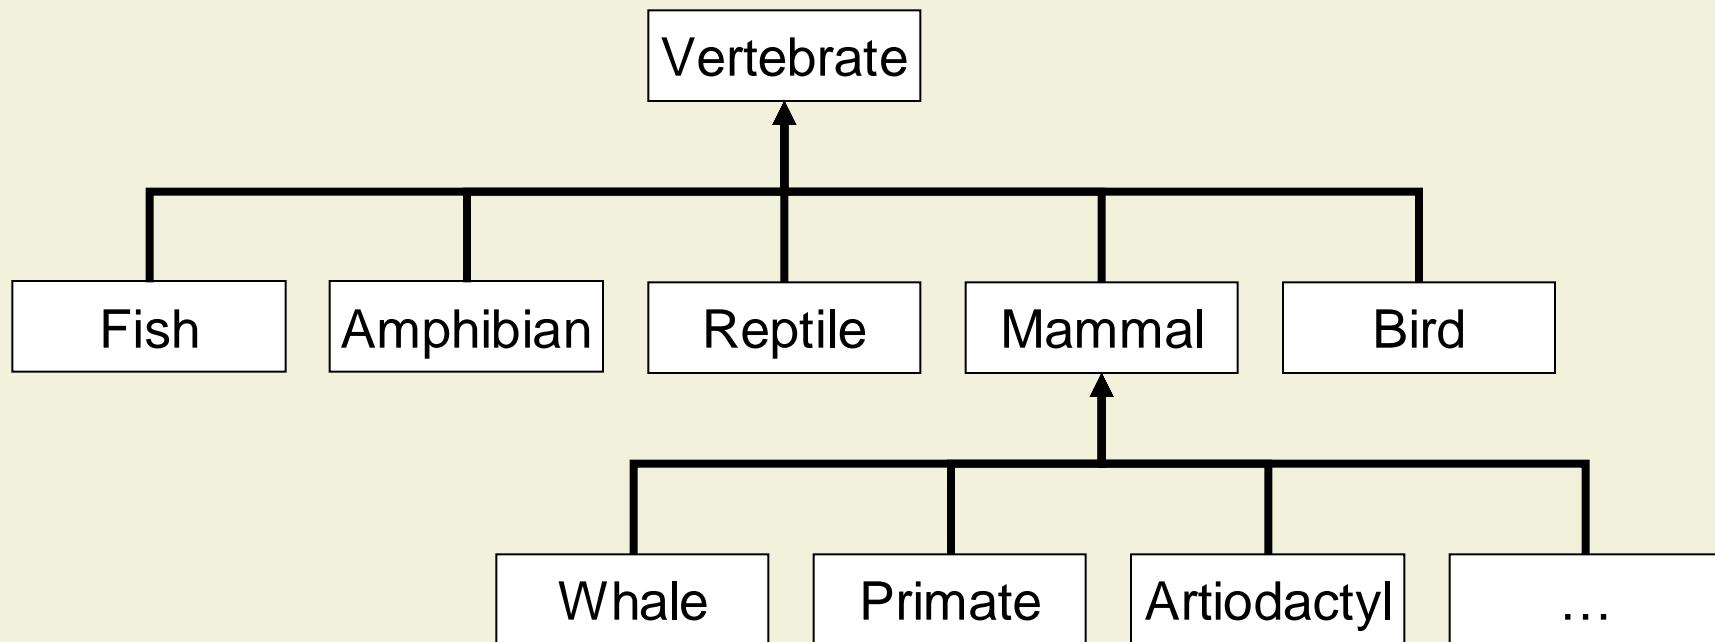 Vertebrate
Fish
Amphibian
Reptile
Mammal
Bird
Whale
Primate
Artiodactyl
…